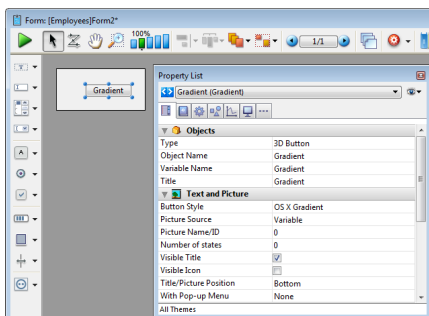 Form: [Employees]Form2*
100%
1/1
Gradient
Property List
Gradient (Gradient)
Objects
Type 3D Button
Object Name Gradient
Variable Name Gradient
Title Gradient
Text and Picture
Button Style OS X Gradient
Picture Source Variable
Picture Name/ID 0
Number of states 0
Visible Title
Visible Icon
Title/Picture Position Bottom
With Pop-up Menu None
All Themes